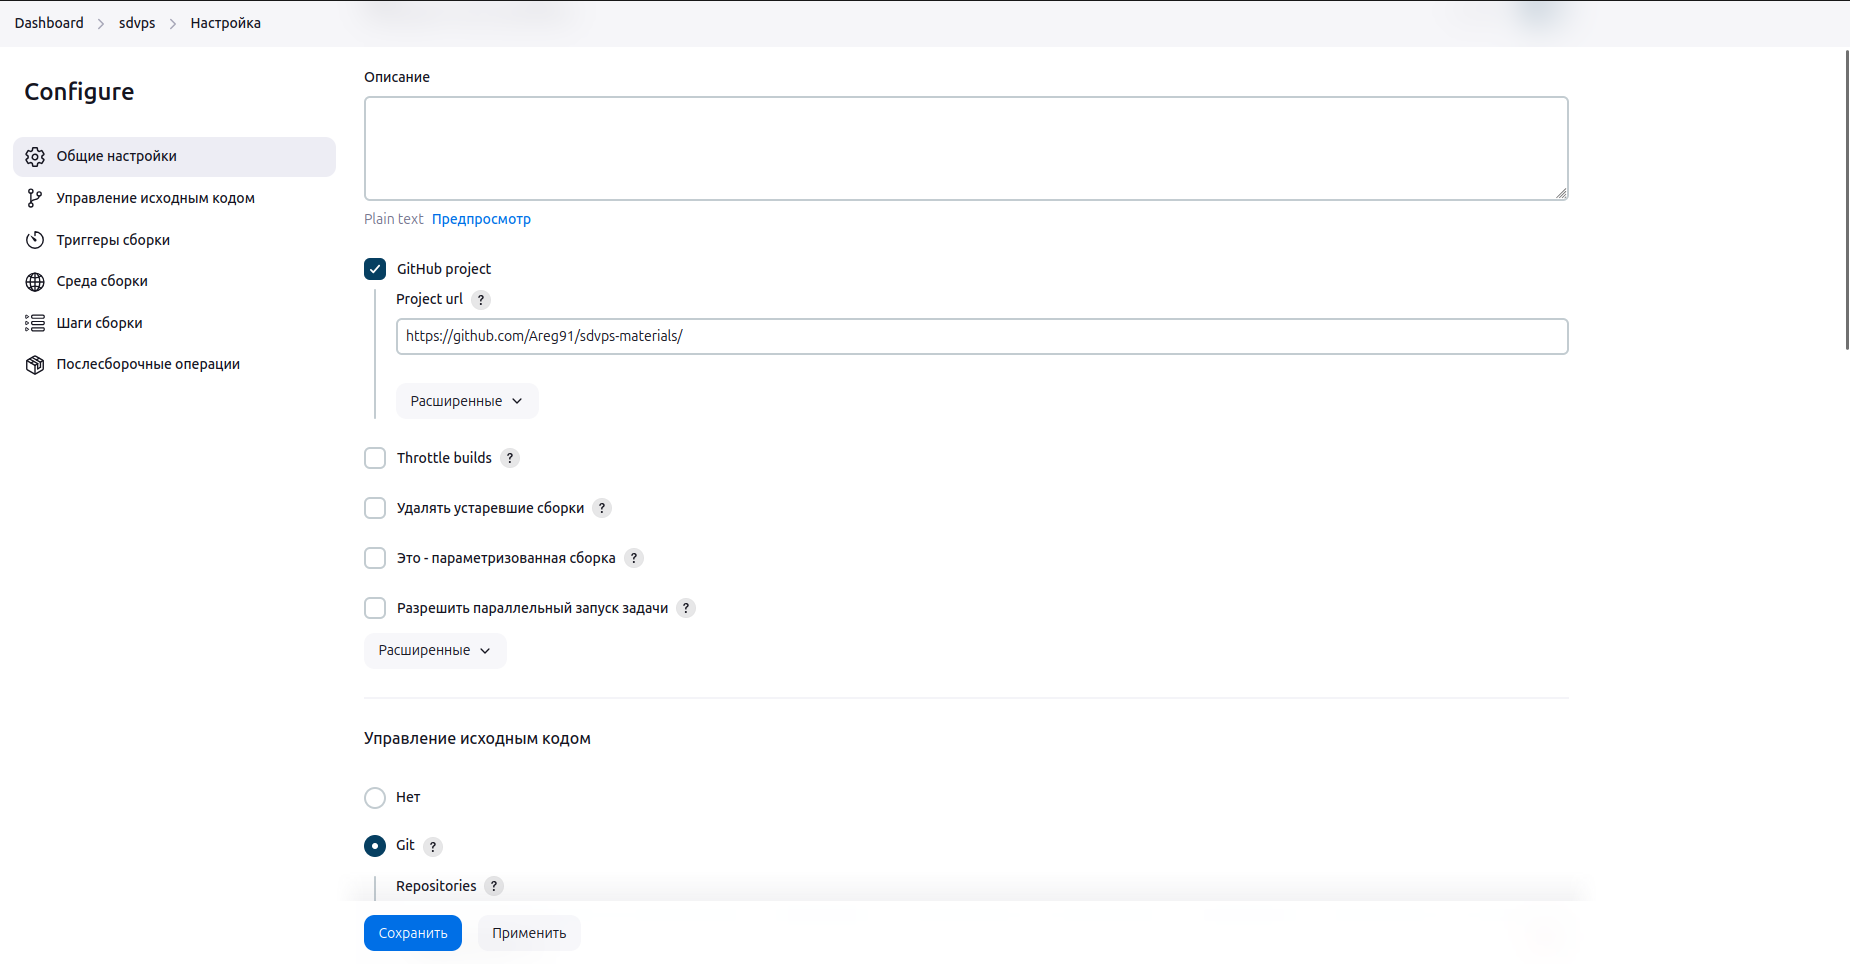 Dashboard > sdvps > Настройка
Configure
Общие настройки
Управление исходным кодом
Триггеры сборки
Среда сборки
Шаги сборки
Послесборочные операции
Описание
Plain text Предпросмотр
GitHub project
Project url ?
https://github.com/Areg91/sdvps-materials/
Расширенные
Throttle builds ?
Удалять устаревшие сборки ?
Это - параметризованная сборка ?
Разрешить параллельный запуск задачи ?
Расширенные
Управление исходным кодом
Нет
Git ?
Repositories ?
Сохранить Применить